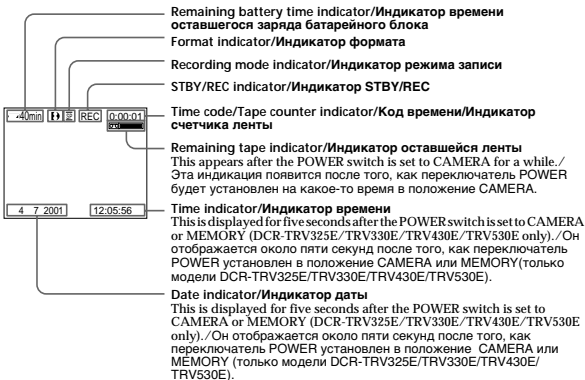 Remaining battery time indicator/Индикатор времени
оставшегося заряда батарейного блока
Format indicator/Индикатор формата
Recording mode indicator/Индикатор режима записи
STBY/REC indicator/Индикатор STBY/REC
40min REC 0:00:01
Time code/Tape counter indicator/Код времени/Индикатор
счетчика ленты
Remaining tape indicator/Индикатор оставшейся ленты
This appears after the POWER switch is set to CAMERA for a while./
Эта индикация появится после того, как переключатель POWER
будет установлен на какое-то время в положение CAMERA.
4 7 2001 12:05:56
Time indicator/Индикатор времени
This is displayed for five seconds after the POWER switch is set to CAMERA
or MEMORY (DCR-TRV325E/TRV330E/TRV430E/TRV530E only)./Он
отображается около пяти секунд после того, как переключатель
POWER установлен в положение CAMERA или MEMORY(только
модели DCR-TRV325E/TRV330E/TRV430E/TRV530E).
Date indicator/Индикатор даты
This is displayed for five seconds after the POWER switch is set to
CAMERA or MEMORY (DCR-TRV325E/TRV330E/TRV430E/TRV530E
only)./Он отображается около пяти секунд после того, как
переключатель POWER установлен в положение CAMERA или
MEMORY (только модели DCR-TRV325E/TRV330E/TRV430E/
TRV530E).